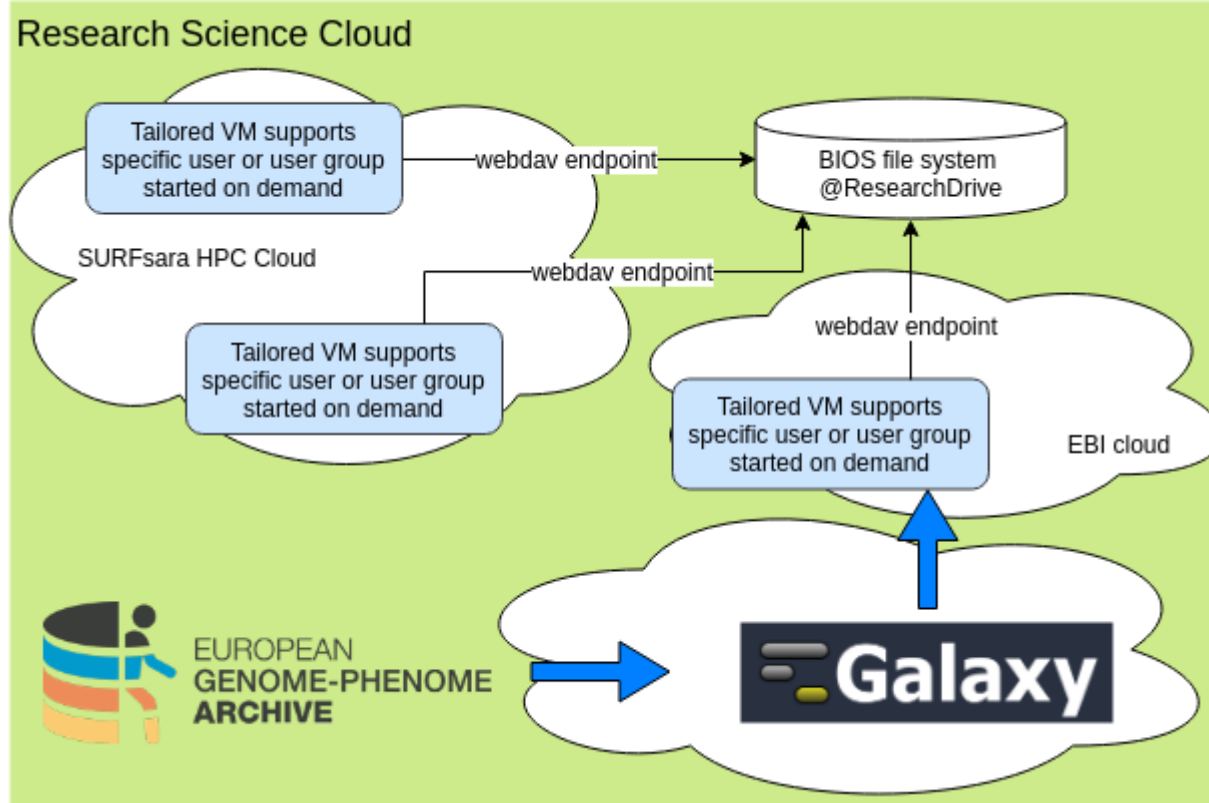 Research Science Cloud
Tailored VM supports
specific user or user group
started on demand
webdav endpoint
BIOS file system
@ResearchDrive
SURFsara HPC Cloud
webdav endpoint
Tailored VM supports
specific user or user group
started on demand
webdav endpoint
Tailored VM supports
specific user or user group
started on demand
EBI cloud
EUROPEAN
GENOME-PHENOME
ARCHIVE
Galaxy